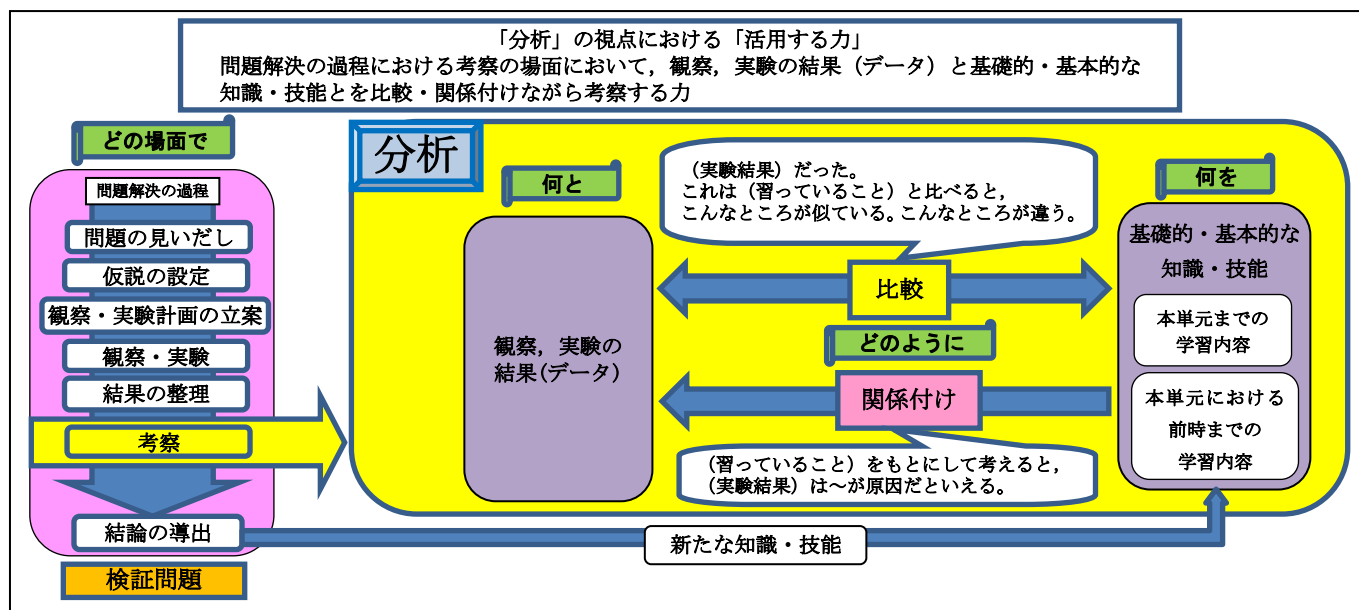 「分析」の視点における「活用する力」
問題解決の過程における考察の場面において，観察，実験の結果（データ）と基礎的・基本的な
知識・技能とを比較・関係付けながら考察する力
どの場面で
問題解決の過程
問題の見いだし
仮説の設定
観察・実験計画の立案
観察・実験
結果の整理
考察
結論の導出
検証問題
分析
何と
観察，実験の
結果（データ）
（実験結果）だった。
これは（習っていること）と比べると，
こんなところが似ている。こんなところが違う。
比較
どのように
関係付け
（習っていること）をもとにして考えると，
（実験結果）は～が原因だといえる。
何を
基礎的・基本的な
知識・技能
本単元までの
学習内容
本単元における
前時までの
学習内容
新たな知識・技能